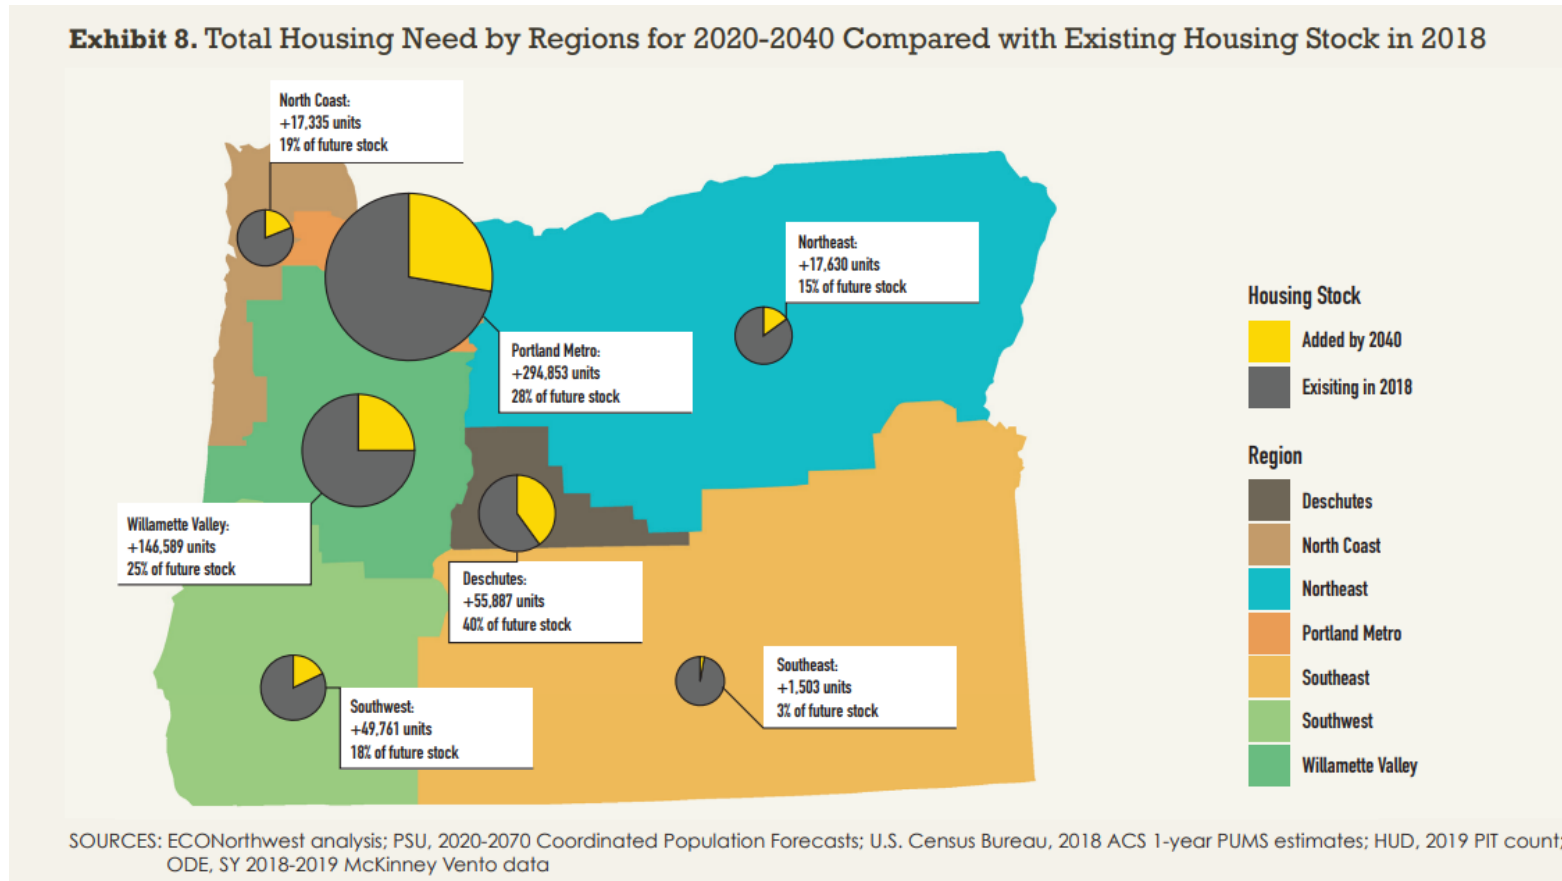 Exhibit 8. Total Housing Need by Regions for 2020-2040 Compared with Existing Housing Stock in 2018
North Coast:
+17,335 units
19% of future stock
Northeast:
+17,630 units
15% of future stock
Portland Metro:
+294,853 units
28% of future stock
Willamette Valley:
+146,589 units
25% of future stock
Deschutes:
+55,887 units
40% of future stock
Southwest:
+49,761 units
18% of future stock
Southeast:
+1,503 units
3% of future stock
Housing Stock
Added by 2040
Exisiting in 2018
Region
Deschutes
North Coast
Northeast
Portland Metro
Southeast
Southwest
Willamette Valley
SOURCES: ECONorthwest analysis; PSU, 2020-2070 Coordinated Population Forecasts; U.S. Census Bureau, 2018 ACS 1-year PUMS estimates; HUD, 2019 PIT count;
ODE, SY 2018-2019 McKinney Vento data